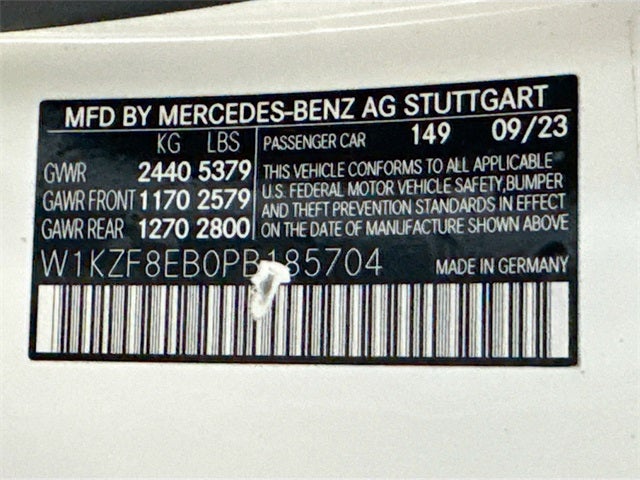 MFD BY MERCEDES-BENZ AG STUTTGART
KG LBS
GVWR 2440 5379
GAWR FRONT 1170 2579
GAWR REAR 1270 2800
PASSENGER CAR 149 09/23
THIS VEHICLE CONFORMS TO ALL APPLICABLE
U.S. FEDERAL MOTOR VEHICLE SAFETY,BUMPER
AND THEFT PREVENTION STANDARDS IN EFFECT
ON THE DATE OF MANUFACTURE SHOWN ABOVE
W1KZF8EB0PB185704
MADE IN GERMANY